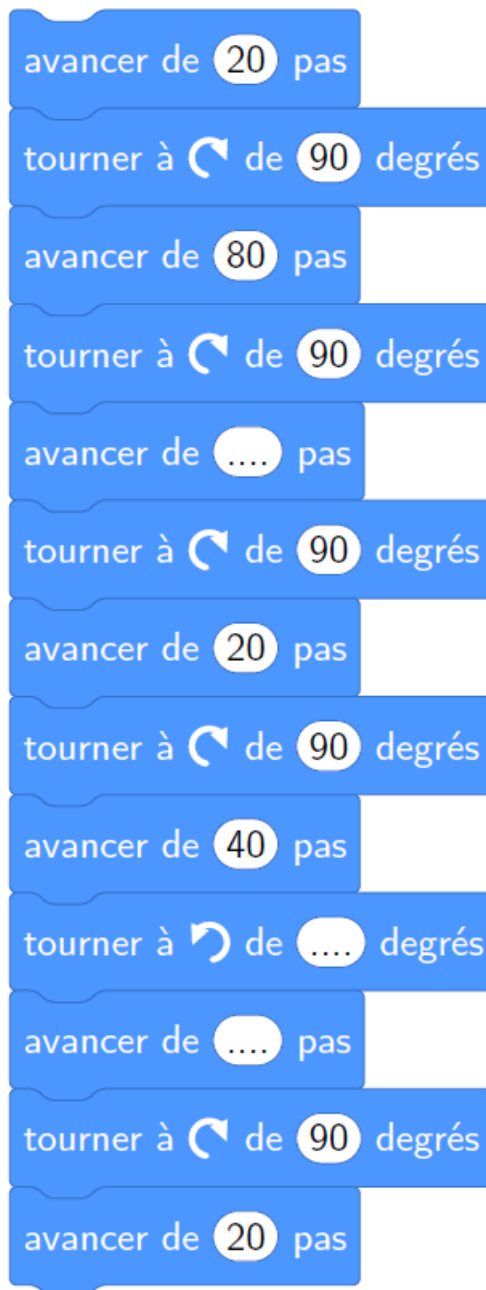 avancer de 20 pas
tourner à de 90 degrés
avancer de 80 pas
tourner à de 90 degrés
avancer de .... pas
tourner à de 90 degrés
avancer de 20 pas
tourner à de 90 degrés
avancer de 40 pas
tourner à de .... degrés
avancer de .... pas
tourner à de 90 degrés
avancer de 20 pas